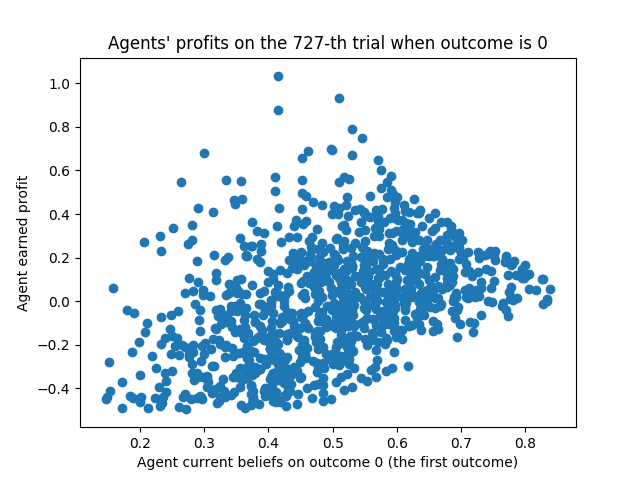 Agents' profits on the 727-th trial when outcome is 0
1.0
0.8
0.6
0.4
0.2
0.0
−0.2
−0.4
Agent earned profit
0.2 0.3 0.4 0.5 0.6 0.7 0.8
Agent current beliefs on outcome 0 (the first outcome)